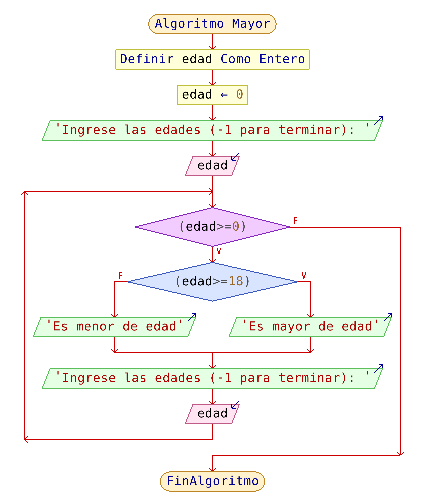 Algoritmo Mayor
Definir edad Como Entero
edad ← 0
'Ingrese las edades (-1 para terminar): '
edad
(edad>=0)
F
V
(edad>=18)
F
V
'Es menor de edad'
'Es mayor de edad'
'Ingrese las edades (-1 para terminar): '
edad
FinAlgoritmo